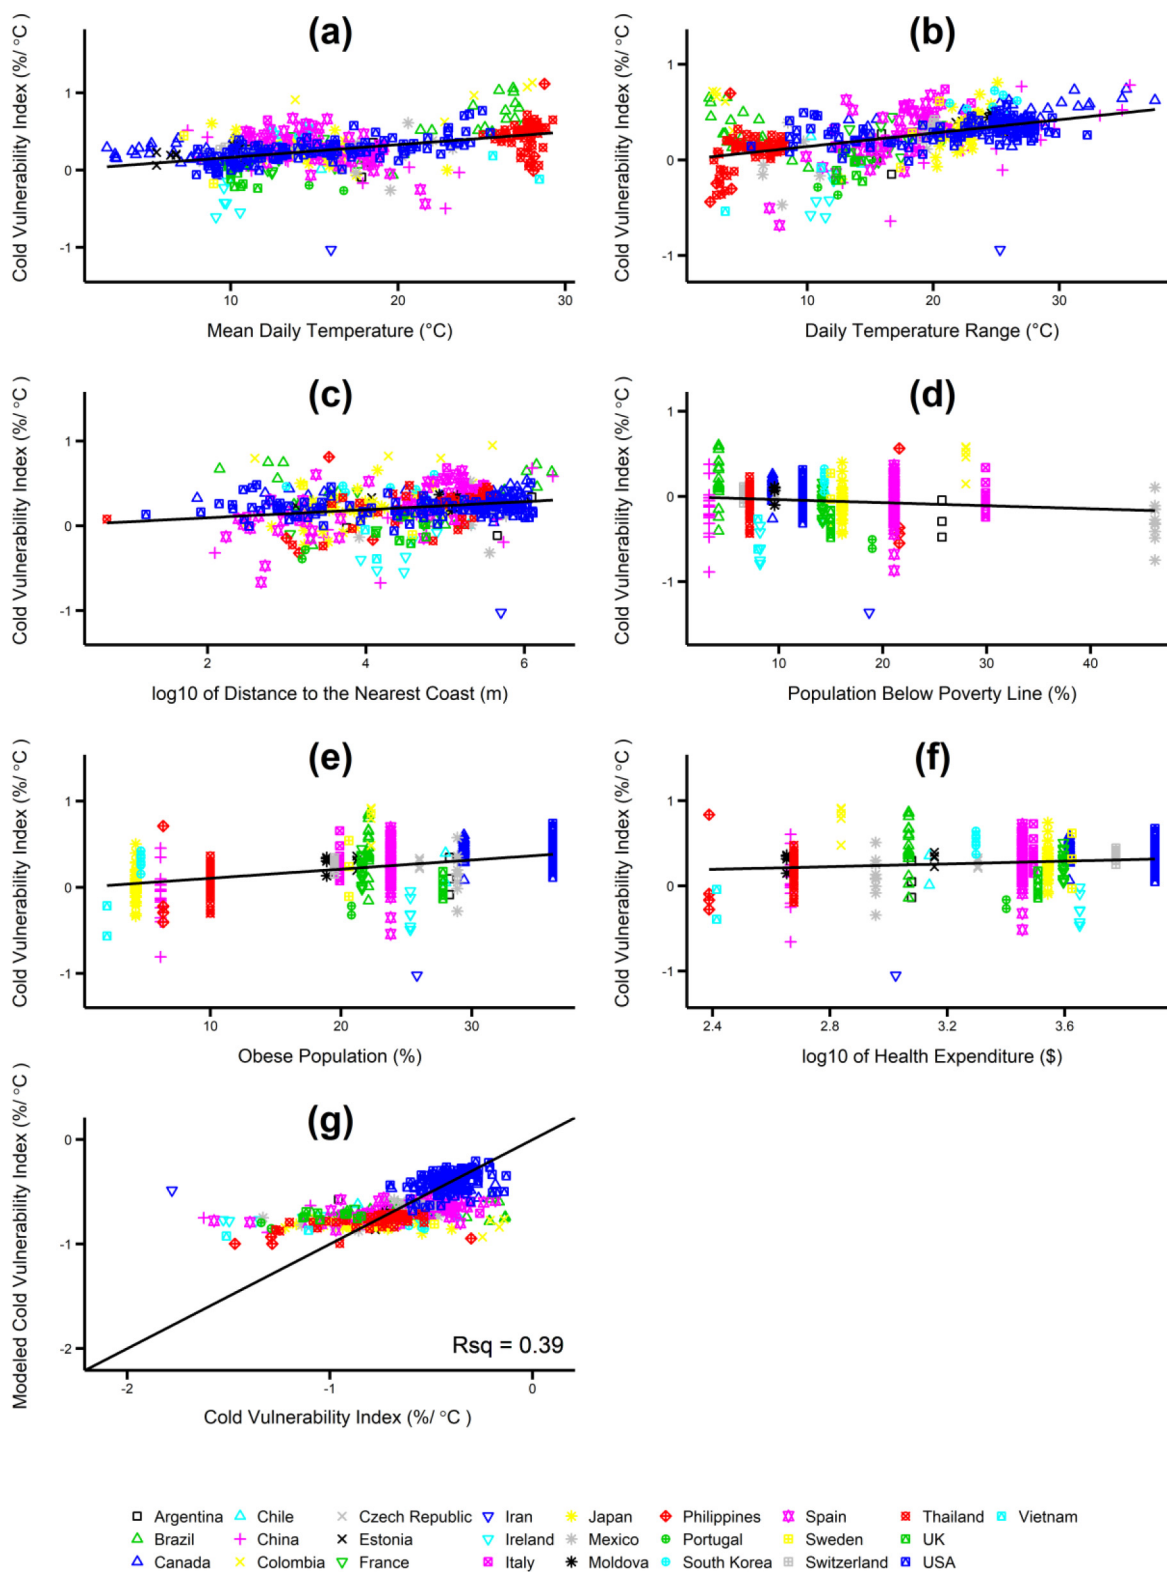 (a)
Cold Vulnerability Index (%/ °C )
1
0
-1
10
20
30
Mean Daily Temperature (°C)
(b)
Cold Vulnerability Index (%/ °C )
1
0
-1
10
20
30
Daily Temperature Range (°C)
(c)
Cold Vulnerability Index (%/ °C )
1
0
-1
2
4
6
log10 of Distance to the Nearest Coast (m)
(d)
Cold Vulnerability Index (%/ °C )
1
0
-1
10
20
30
40
Population Below Poverty Line (%)
(e)
Cold Vulnerability Index (%/ °C )
1
0
-1
10
20
30
Obese Population (%)
(f)
Cold Vulnerability Index (%/ °C )
1
0
-1
2.4
2.8
3.2
3.6
log10 of Health Expenditure ($)
(g)
Modeled Cold Vulnerability Index (%/ °C )
0
-1
-2
Rsq = 0.39
-2
-1
0
Cold Vulnerability Index (%/ °C )
Argentina Chile Czech Republic Iran Japan Philippines Spain Thailand Vietnam
Brazil China Estonia Ireland Mexico Portugal Sweden UK
Canada Colombia France Italy Moldova South Korea Switzerland USA